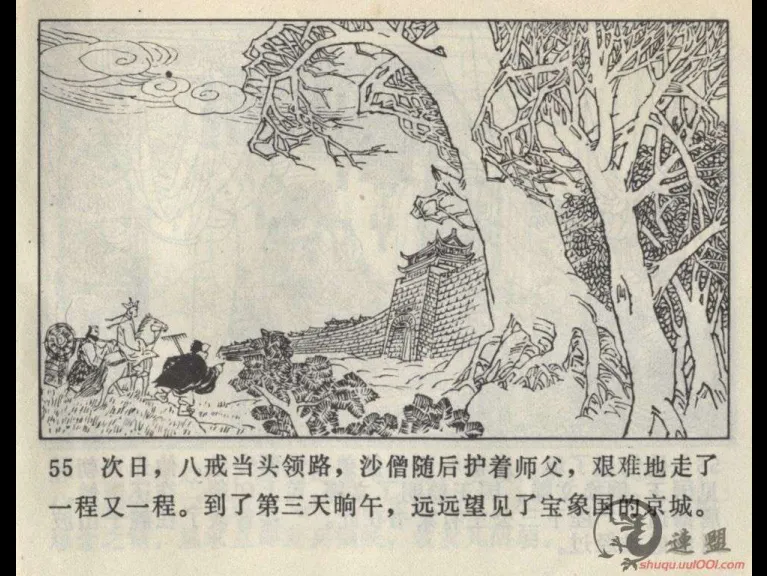 55 次日，八戒当头领路，沙僧随后护着师父，艰难地走了
一程又一程。到了第三天晌午，远远望见了宝象国的京城。
連盟
shuqu.uu1001.com